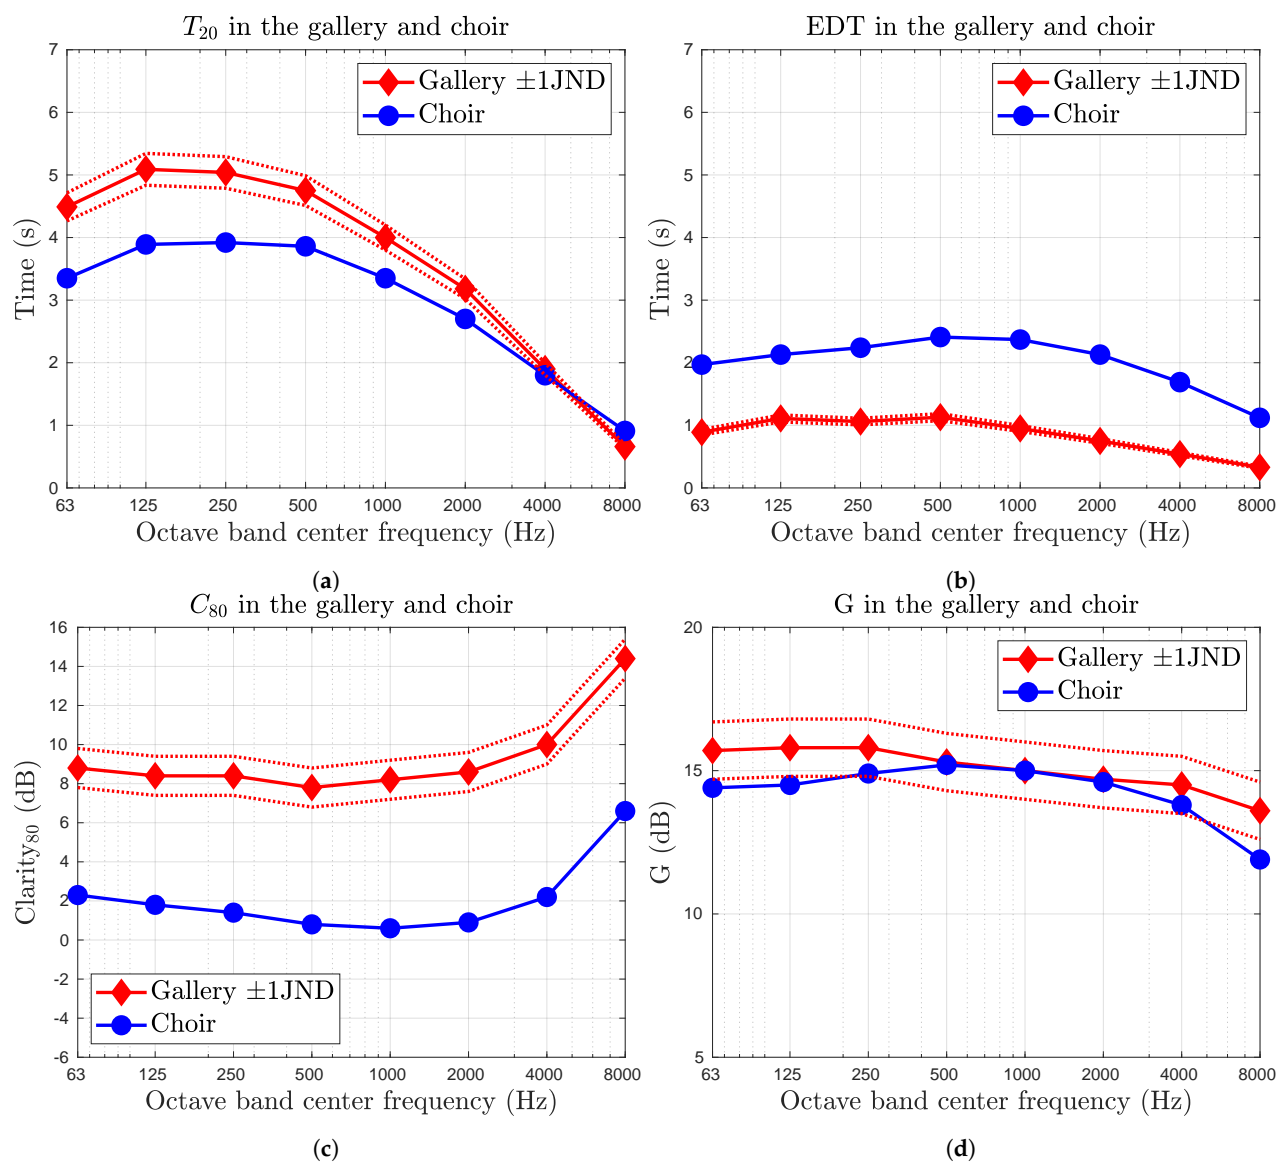 T20 in the gallery and choir
7
6
5
4
3
2
1
0
Time (s)
Gallery ±1JND
Choir
63 125 250 500 1000 2000 4000 8000
Octave band center frequency (Hz)
(a)
EDT in the gallery and choir
7
6
5
4
3
2
1
0
Time (s)
Gallery ±1JND
Choir
63 125 250 500 1000 2000 4000 8000
Octave band center frequency (Hz)
(b)
C80 in the gallery and choir
16
14
12
10
8
6
4
2
0
-2
-4
-6
Clarity80 (dB)
Gallery ±1JND
Choir
63 125 250 500 1000 2000 4000 8000
Octave band center frequency (Hz)
(c)
G in the gallery and choir
20
15
10
5
G (dB)
Gallery ±1JND
Choir
63 125 250 500 1000 2000 4000 8000
Octave band center frequency (Hz)
(d)